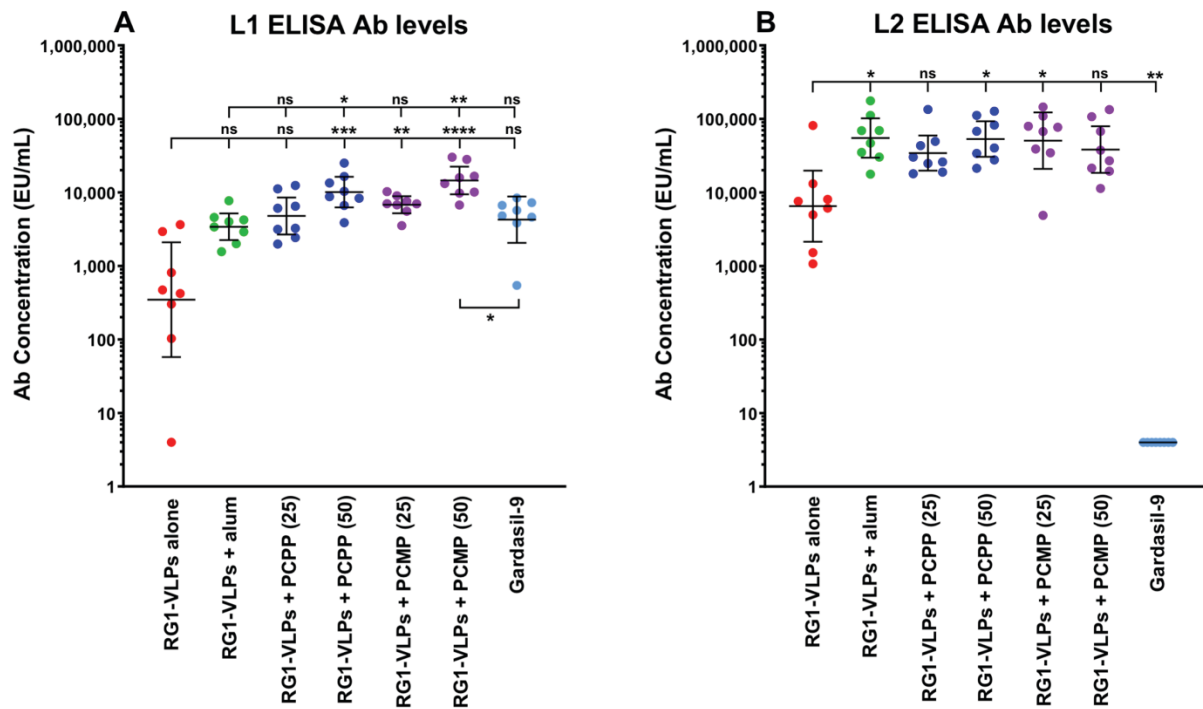 A
L1 ELISA Ab levels
Ab Concentration (EU/mL)
1,000,000
100,000
10,000
1,000
100
10
1
ns * ns ** ns
ns ns *** ** **** ns
*
RG1-VLPs alone
RG1-VLPs + alum
RG1-VLPs + PCPP (25)
RG1-VLPs + PCPP (50)
RG1-VLPs + PCMP (25)
RG1-VLPs + PCMP (50)
Gardasil-9
B
L2 ELISA Ab levels
Ab Concentration (EU/mL)
1,000,000
100,000
10,000
1,000
100
10
1
* ns * * ns **
RG1-VLPs alone
RG1-VLPs + alum
RG1-VLPs + PCPP (25)
RG1-VLPs + PCPP (50)
RG1-VLPs + PCMP (25)
RG1-VLPs + PCMP (50)
Gardasil-9